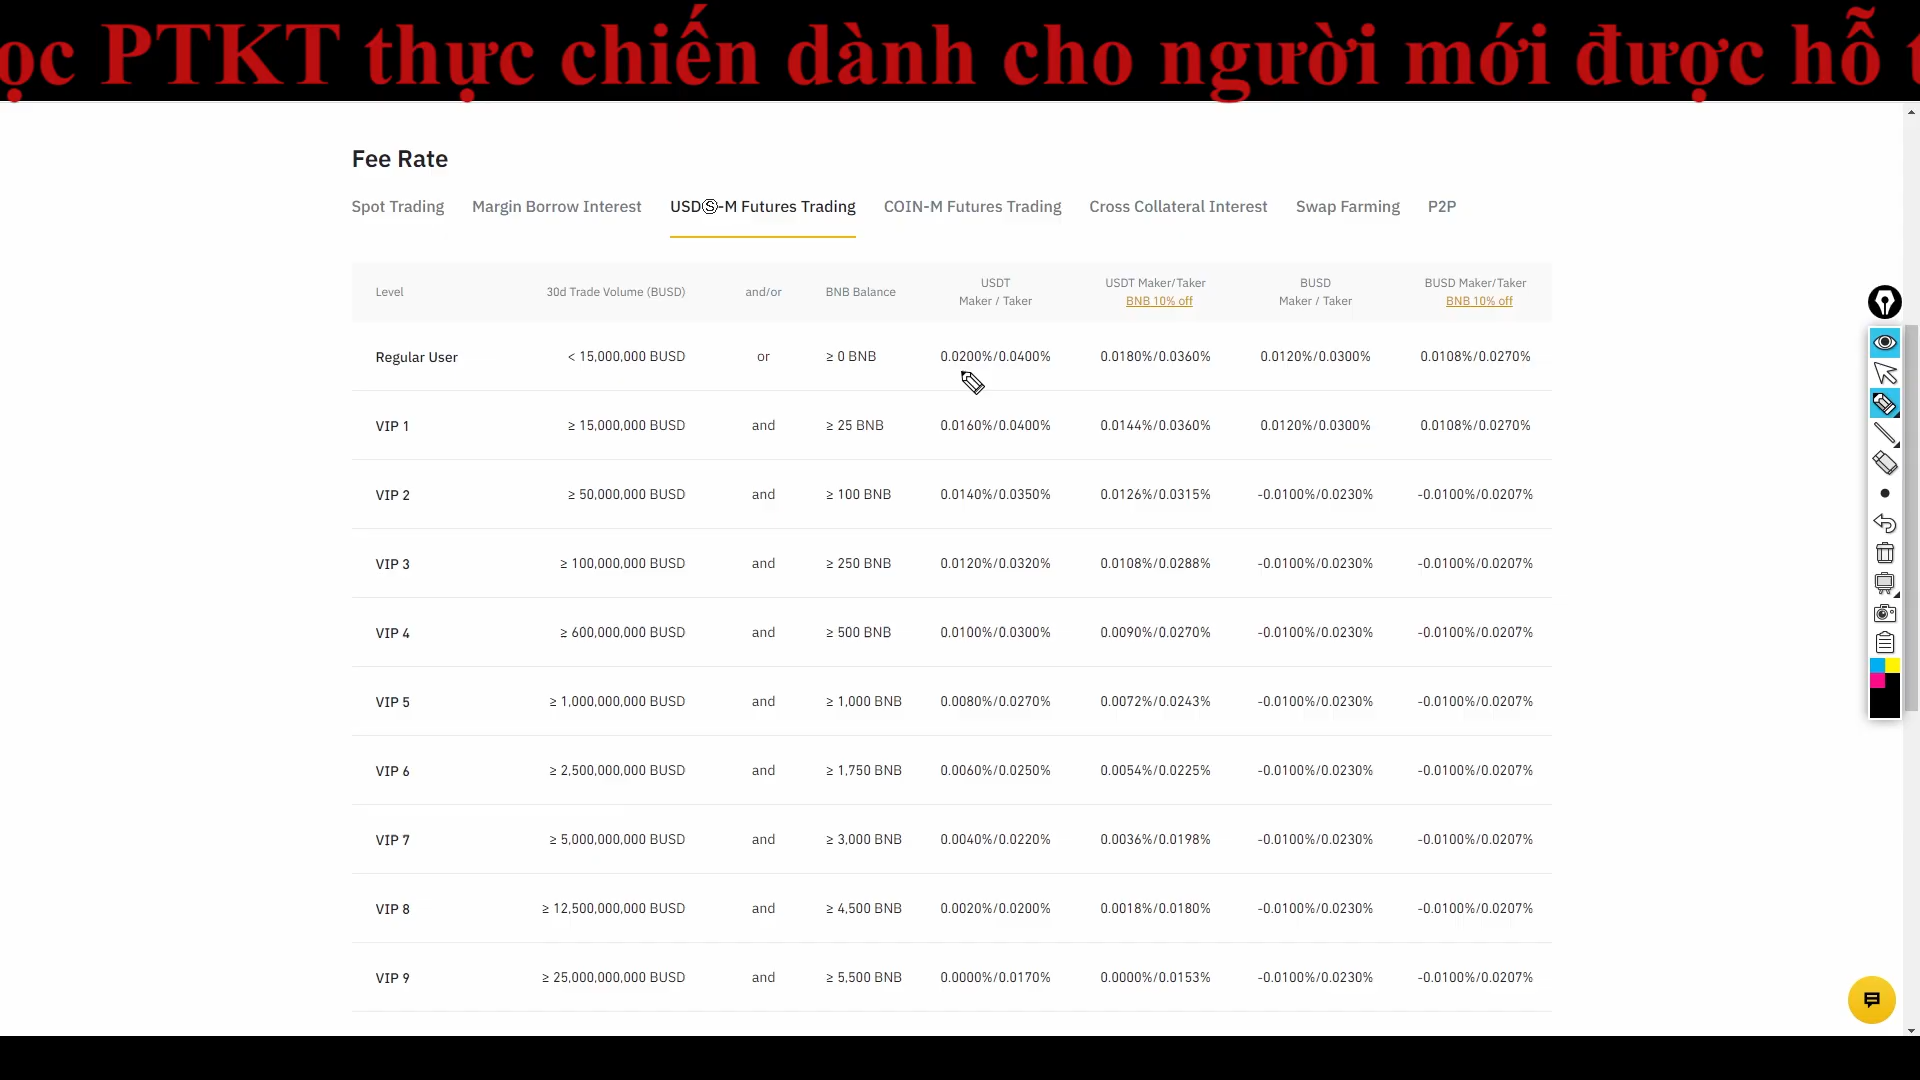 ọc PTKT thực chiến dành cho người mới được hỗ t
Fee Rate
Spot Trading Margin Borrow Interest USDⓈ-M Futures Trading COIN-M Futures Trading Cross Collateral Interest Swap Farming P2P
Level 30d Trade Volume (BUSD) and/or BNB Balance USDT Maker / Taker USDT Maker/Taker BNB 10% off BUSD Maker / Taker BUSD Maker/Taker BNB 10% off
Regular User < 15,000,000 BUSD or ≥ 0 BNB 0.0200%/0.0400% 0.0180%/0.0360% 0.0120%/0.0300% 0.0108%/0.0270%
VIP 1 ≥ 15,000,000 BUSD and ≥ 25 BNB 0.0160%/0.0400% 0.0144%/0.0360% 0.0120%/0.0300% 0.0108%/0.0270%
VIP 2 ≥ 50,000,000 BUSD and ≥ 100 BNB 0.0140%/0.0350% 0.0126%/0.0315% -0.0100%/0.0230% -0.0100%/0.0207%
VIP 3 ≥ 100,000,000 BUSD and ≥ 250 BNB 0.0120%/0.0320% 0.0108%/0.0288% -0.0100%/0.0230% -0.0100%/0.0207%
VIP 4 ≥ 600,000,000 BUSD and ≥ 500 BNB 0.0100%/0.0300% 0.0090%/0.0270% -0.0100%/0.0230% -0.0100%/0.0207%
VIP 5 ≥ 1,000,000,000 BUSD and ≥ 1,000 BNB 0.0080%/0.0270% 0.0072%/0.0243% -0.0100%/0.0230% -0.0100%/0.0207%
VIP 6 ≥ 2,500,000,000 BUSD and ≥ 1,750 BNB 0.0060%/0.0250% 0.0054%/0.0225% -0.0100%/0.0230% -0.0100%/0.0207%
VIP 7 ≥ 5,000,000,000 BUSD and ≥ 3,000 BNB 0.0040%/0.0220% 0.0036%/0.0198% -0.0100%/0.0230% -0.0100%/0.0207%
VIP 8 ≥ 12,500,000,000 BUSD and ≥ 4,500 BNB 0.0020%/0.0200% 0.0018%/0.0180% -0.0100%/0.0230% -0.0100%/0.0207%
VIP 9 ≥ 25,000,000,000 BUSD and ≥ 5,500 BNB 0.0000%/0.0170% 0.0000%/0.0153% -0.0100%/0.0230% -0.0100%/0.0207%